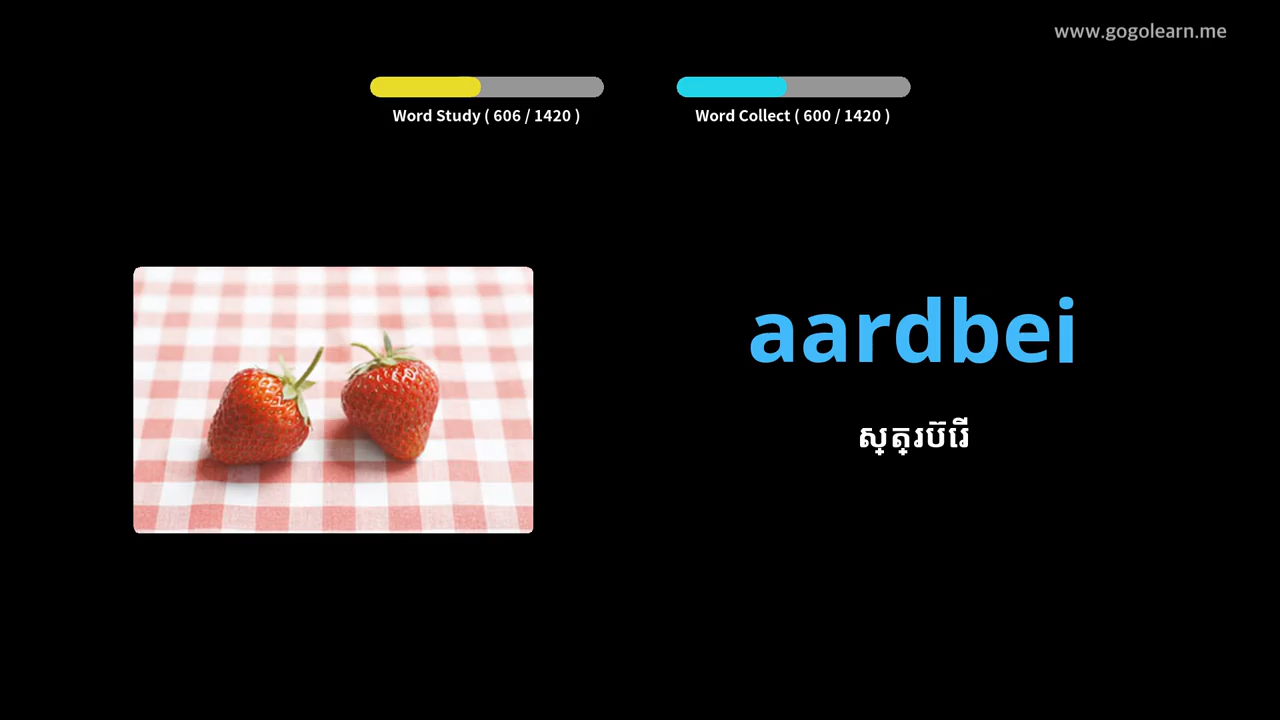 www.gogolearn.me
Word Study ( 606 / 1420 )
Word Collect ( 600 / 1420 )
aardbei
ស្ត្រប៊េរី